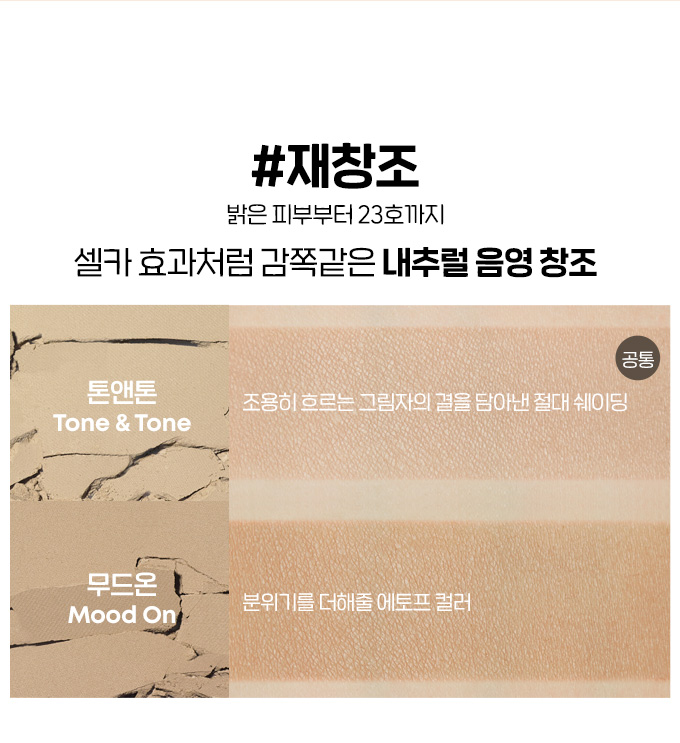 #재창조
밝은 피부부터 23호까지
셀카 효과처럼 감쪽같은 내추럴 음영 창조
공통
톤앤톤
Tone & Tone
조용히 흐르는 그림자의 결을 담아낸 절대 쉐이딩
무드온
Mood On
분위기를 더해줄 에토프 컬러